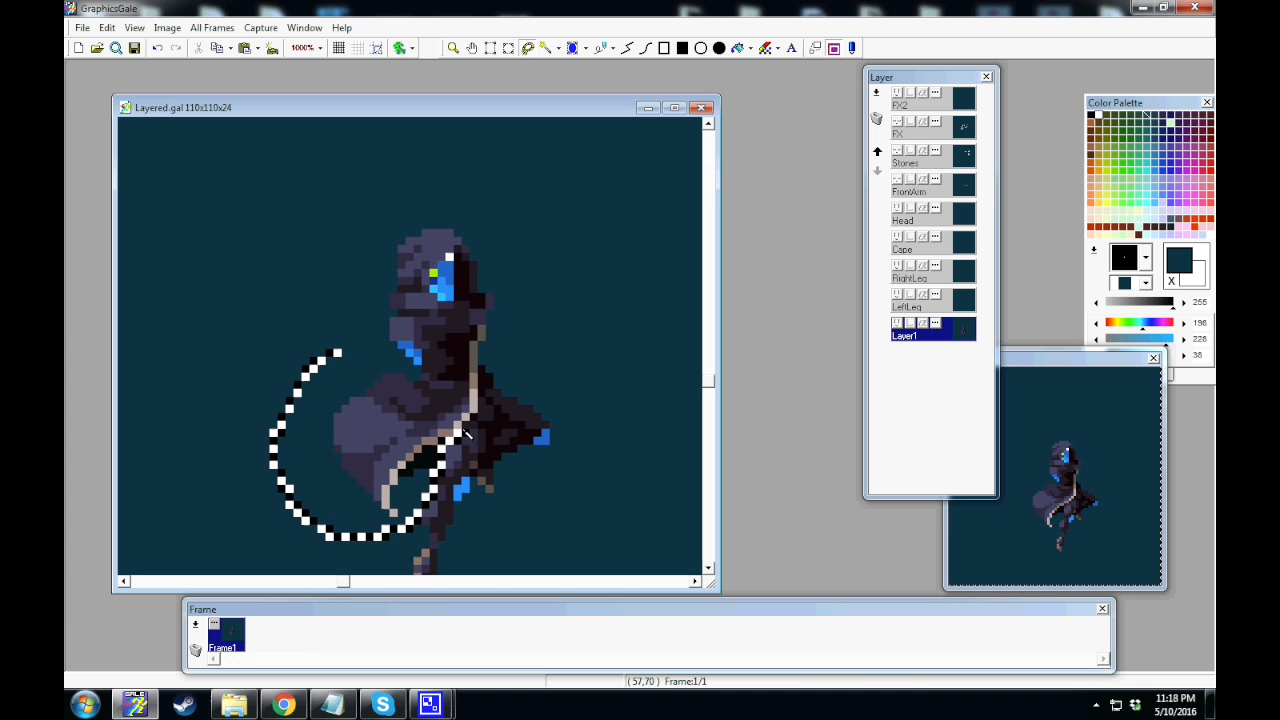 GraphicsGale
File Edit View Image All Frames Capture Window Help
1000%
A
Layered.gal 110x110x24
Layer
FX2
FX
Stones
FrontArm
Head
Cape
RightLeg
LeftLeg
Layer1
Color Palette
X
255
196
228
38
Frame
Frame1
( 57,70 ) Frame:1/1
11:18 PM
5/10/2016